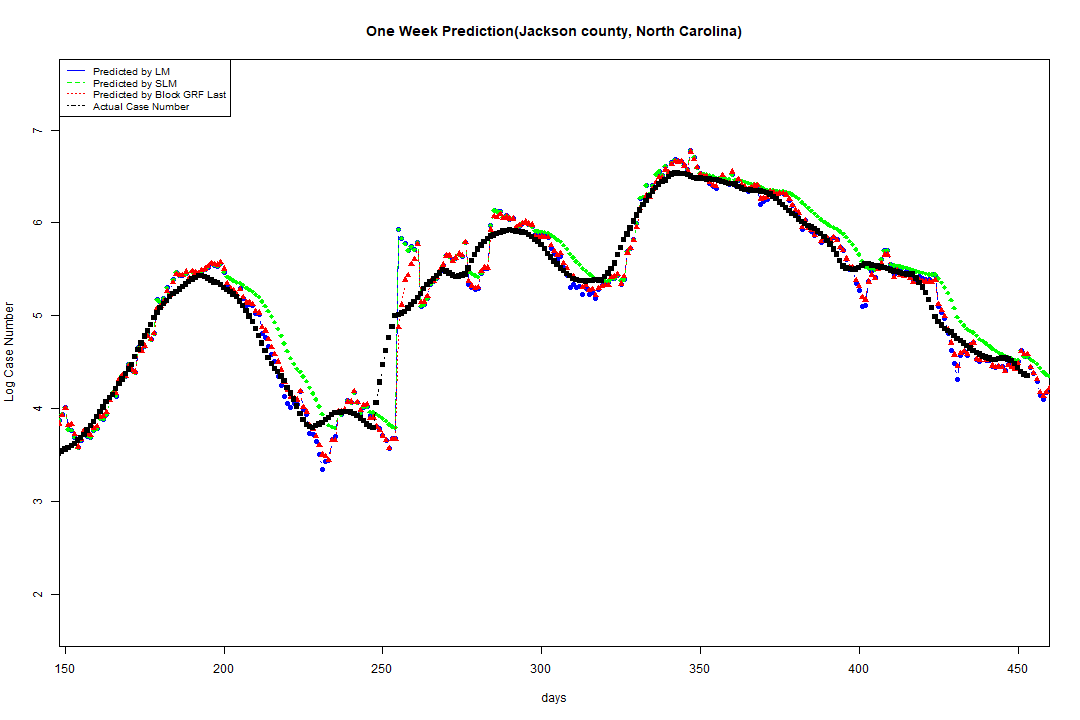 One Week Prediction(Jackson county, North Carolina)
Predicted by LM
Predicted by SLM
Predicted by Block GRF Last
Actual Case Number
Log Case Number
7
6
5
4
3
2
150 200 250 300 350 400 450
days